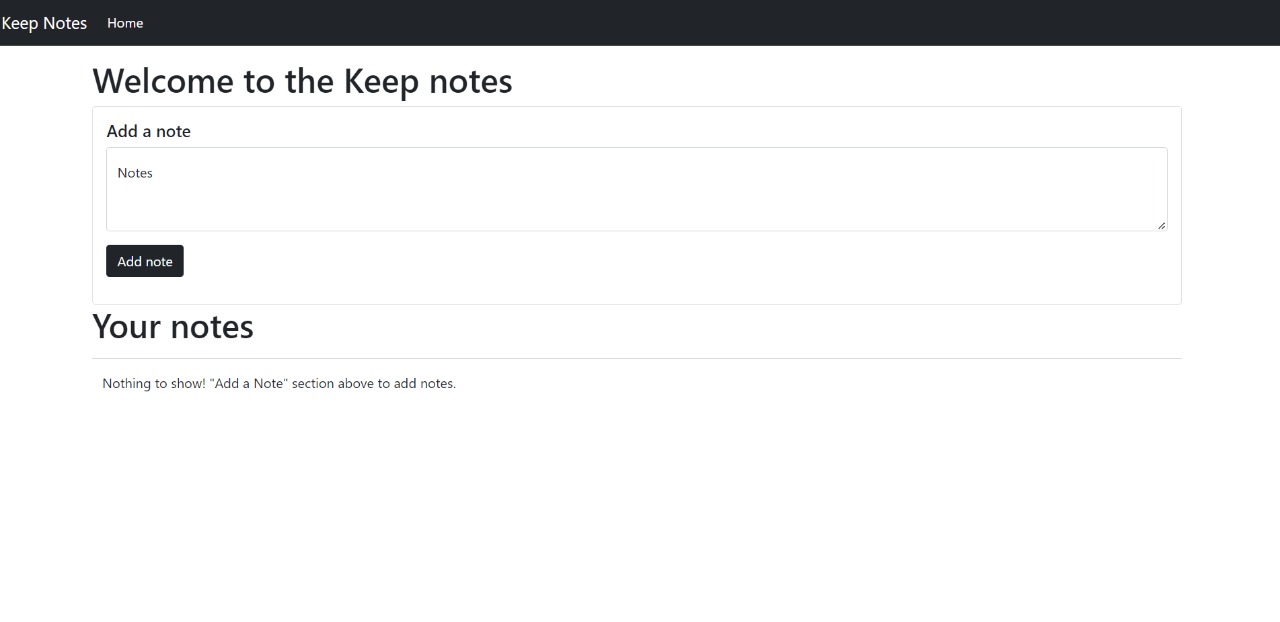 Keep Notes Home
Welcome to the Keep notes
Add a note
Notes
Add note
Your notes
Nothing to show! "Add a Note" section above to add notes.